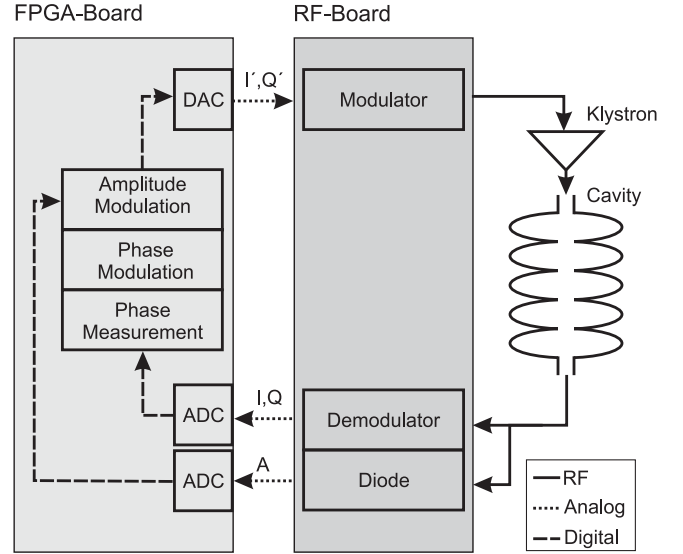 FPGA-Board
RF-Board
DAC
I´,Q´
Modulator
Klystron
Amplitude
Modulation
Cavity
Phase
Modulation
Phase
Measurement
ADC
I,Q
Demodulator
ADC
A
Diode
RF
Analog
Digital